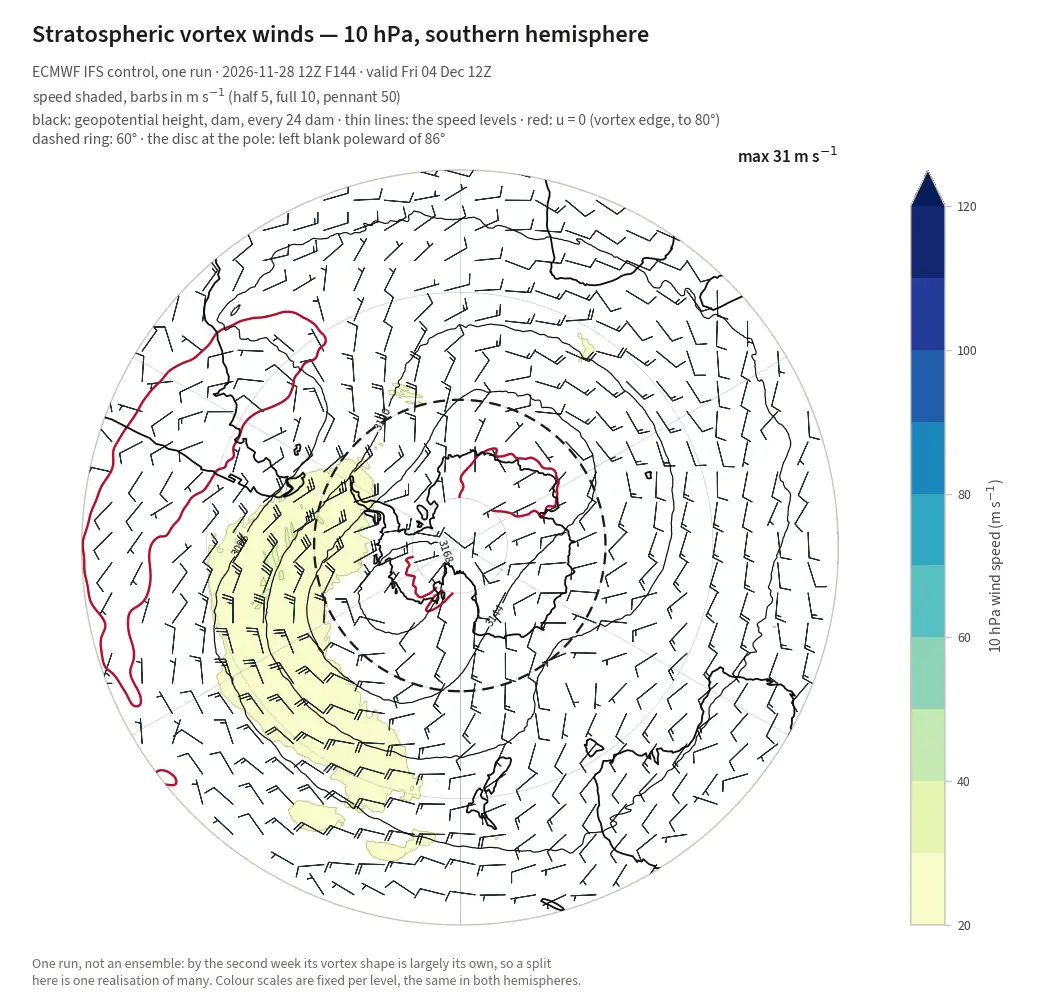 Stratospheric vortex winds — 10 hPa, southern hemisphere
ECMWF IFS control, one run · 2026-11-28 12Z F144 · valid Fri 04 Dec 12Z
speed shaded, barbs in m s⁻¹ (half 5, full 10, pennant 50)
black: geopotential height, dam, every 24 dam · thin lines: the speed levels · red: u = 0 (vortex edge, to 80°)
dashed ring: 60° · the disc at the pole: left blank poleward of 86°
max 31 m s⁻¹
120
100
80
60
40
20
10 hPa wind speed (m s⁻¹)
3168
One run, not an ensemble: by the second week its vortex shape is largely its own, so a split
here is one realisation of many. Colour scales are fixed per level, the same in both hemispheres.